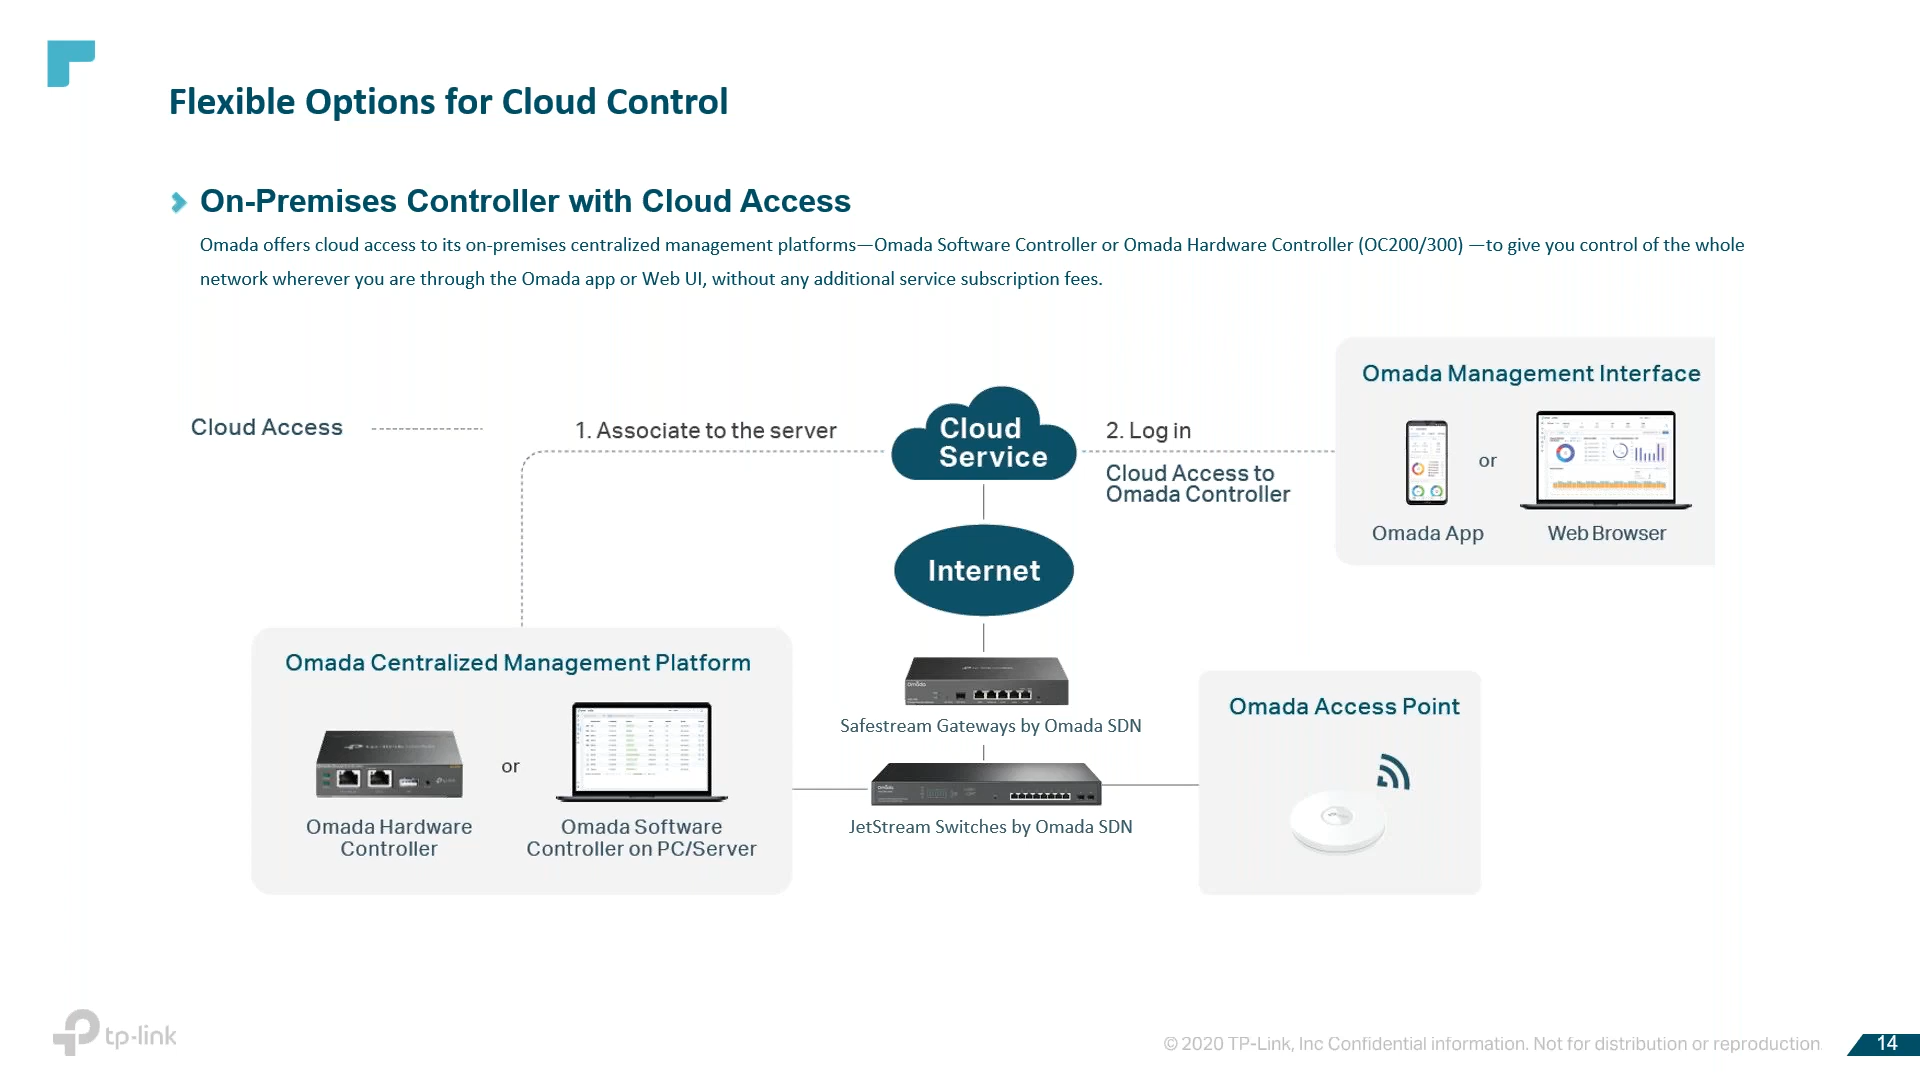 Flexible Options for Cloud Control
On-Premises Controller with Cloud Access
Omada offers cloud access to its on-premises centralized management platforms—Omada Software Controller or Omada Hardware Controller (OC200/300) —to give you control of the whole
network wherever you are through the Omada app or Web UI, without any additional service subscription fees.
Cloud Access
1. Associate to the server
Cloud
Service
2. Log in
Cloud Access to
Omada Controller
Omada Management Interface
or
Omada App
Web Browser
Internet
Omada Centralized Management Platform
or
Omada Hardware
Controller
Omada Software
Controller on PC/Server
Safestream Gateways by Omada SDN
JetStream Switches by Omada SDN
Omada Access Point
tp-link
© 2020 TP-Link, Inc Confidential information. Not for distribution or reproduction.
14